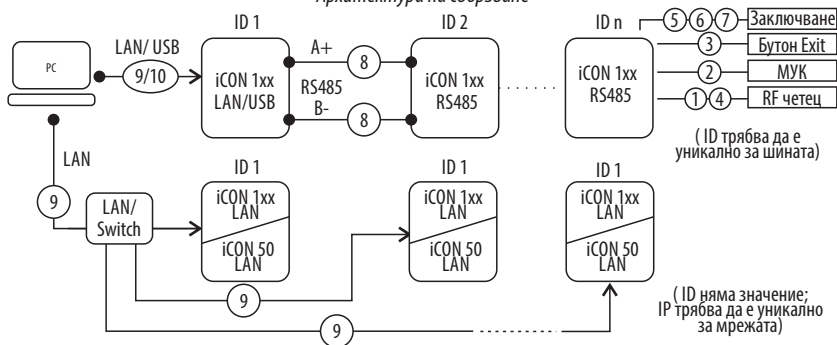 Архитектура на свързване
ID 1
ID 2
ID n
LAN/ USB
PC
9/10
iCON 1xx
LAN/USB
A+
8
RS485
B-
8
iCON 1xx
RS485
iCON 1xx
RS485
5 6 7 Заключване
3 Бутон Exit
2 МУК
1 4 RF четец
( ID трябва да е
уникално за шината)
LAN
9
LAN/
Switch
ID 1
iCON 1xx
LAN
iCON 50
LAN
ID 1
iCON 1xx
LAN
iCON 50
LAN
ID 1
iCON 1xx
LAN
iCON 50
LAN
9
9
( ID няма значение;
IP трябва да е уникално
за мрежата)